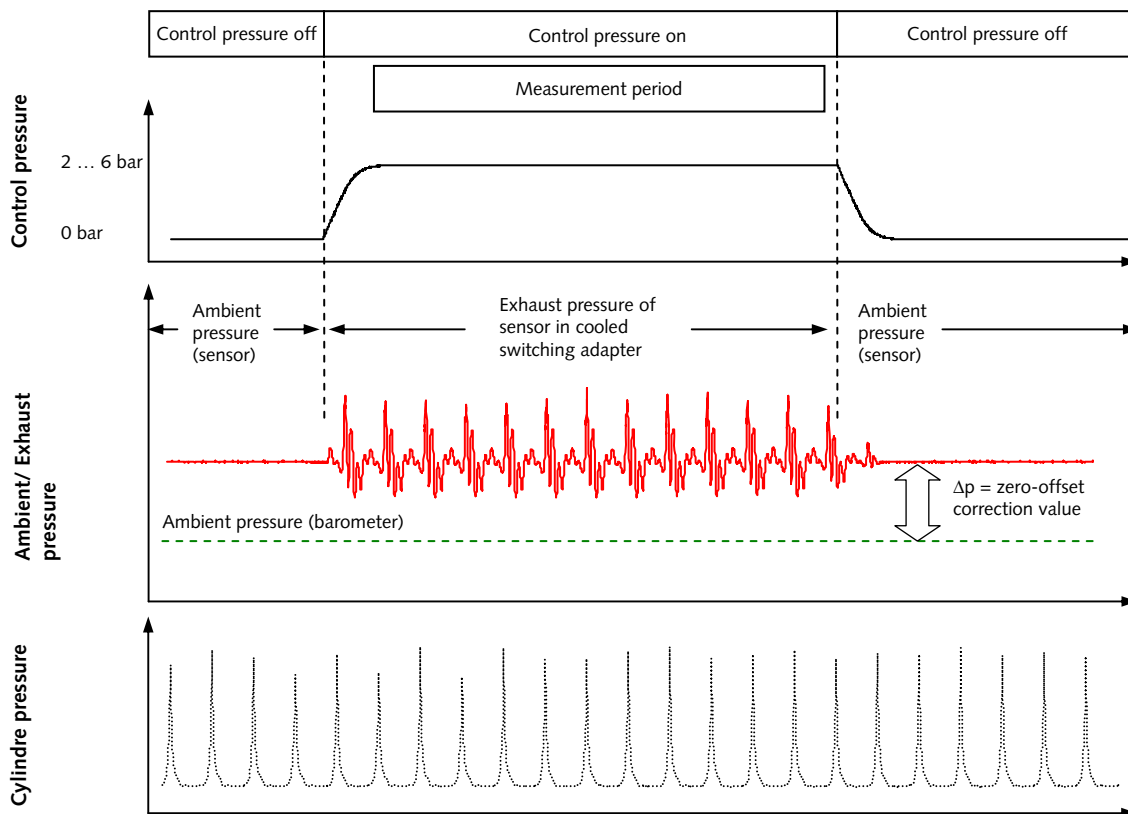 Control pressure off
Control pressure on
Control pressure off
Measurement period
Control pressure
2 ... 6 bar
0 bar
Ambient
pressure
(sensor)
Exhaust pressure of
sensor in cooled
switching adapter
Ambient
pressure
(sensor)
Ambient/ Exhaust
pressure
Ambient pressure (barometer)
Δp = zero-offset
correction value
Cylindre pressure